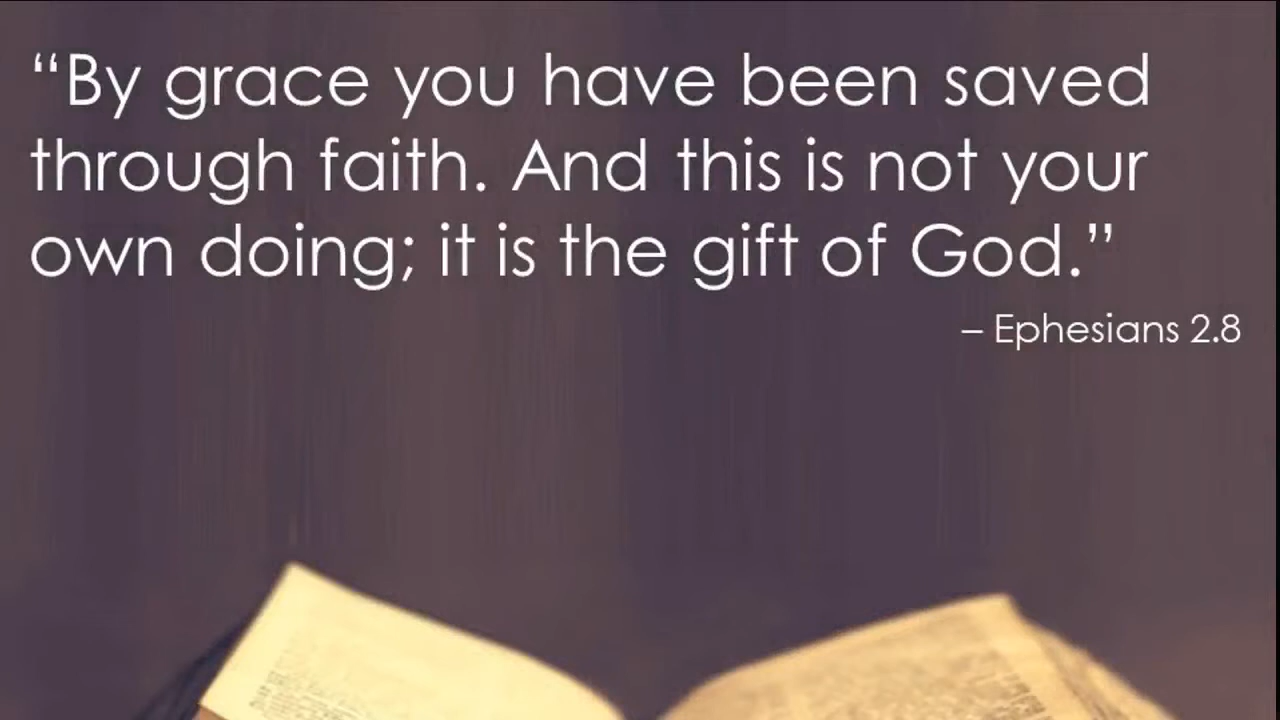 “By grace you have been saved
through faith. And this is not your
own doing; it is the gift of God.”
– Ephesians 2.8